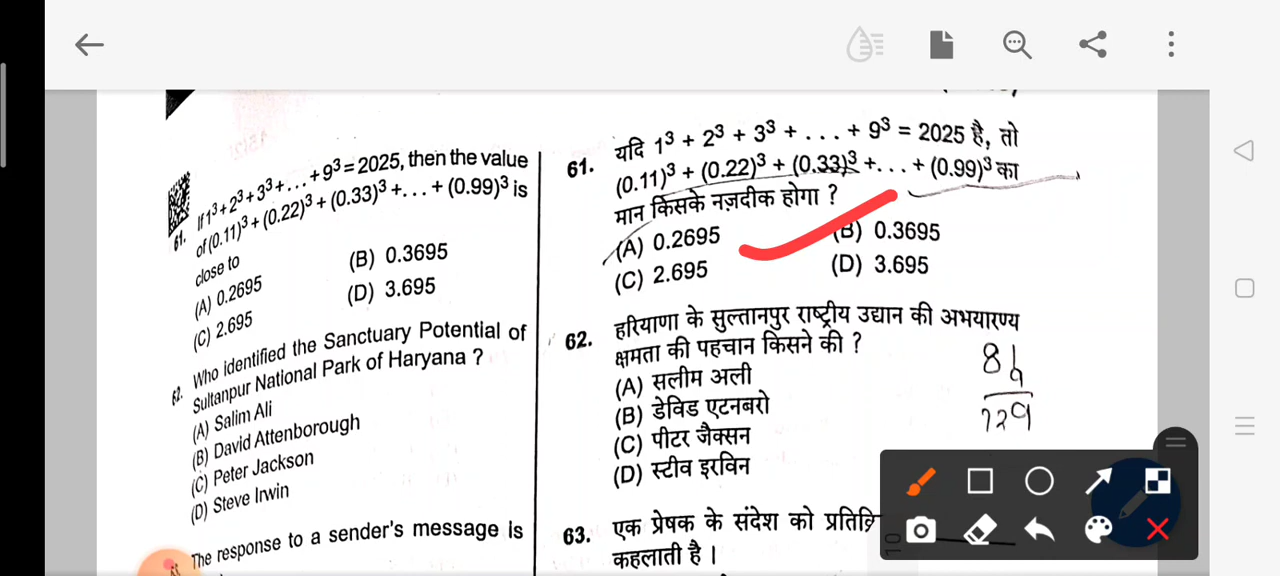 61. If 1³+2³+3³+...+9³=2025, then the value
of (0.11)³ + (0.22)³ + (0.33)³ +...+ (0.99)³ is
close to
(A) 0.2695
(B) 0.3695
(C) 2.695
(D) 3.695
62. Who identified the Sanctuary Potential of
Sultanpur National Park of Haryana ?
(A) Salim Ali
(B) David Attenborough
(C) Peter Jackson
(D) Steve Irwin
The response to a sender's message is
61. यदि 1³ + 2³ + 3³ + ... + 9³ = 2025 है, तो
(0.11)³ + (0.22)³ + (0.33)³ +...+ (0.99)³ का
मान किसके नज़दीक होगा ?
(A) 0.2695
(B) 0.3695
(C) 2.695
(D) 3.695
62. हरियाणा के सुल्तानपुर राष्ट्रीय उद्यान की अभयारण्य
क्षमता की पहचान किसने की ?
(A) सलीम अली
(B) डेविड एटनबरो
(C) पीटर जैक्सन
(D) स्टीव इरविन
729
63. एक प्रेषक के संदेश को
कहलाती है ।
10